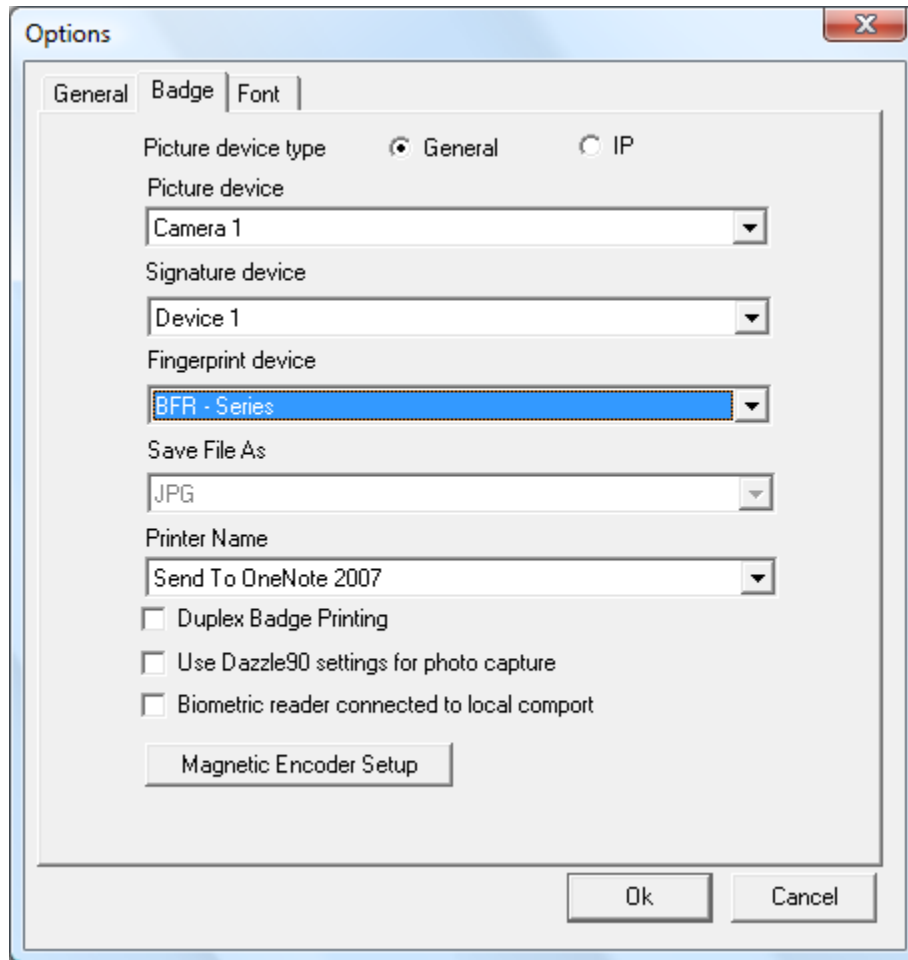 Options
General Badge Font
Picture device type General IP
Picture device
Camera 1
Signature device
Device 1
Fingerprint device
BFR - Series
Save File As
JPG
Printer Name
Send To OneNote 2007
Duplex Badge Printing
Use Dazzle90 settings for photo capture
Biometric reader connected to local comport
Magnetic Encoder Setup
Ok Cancel